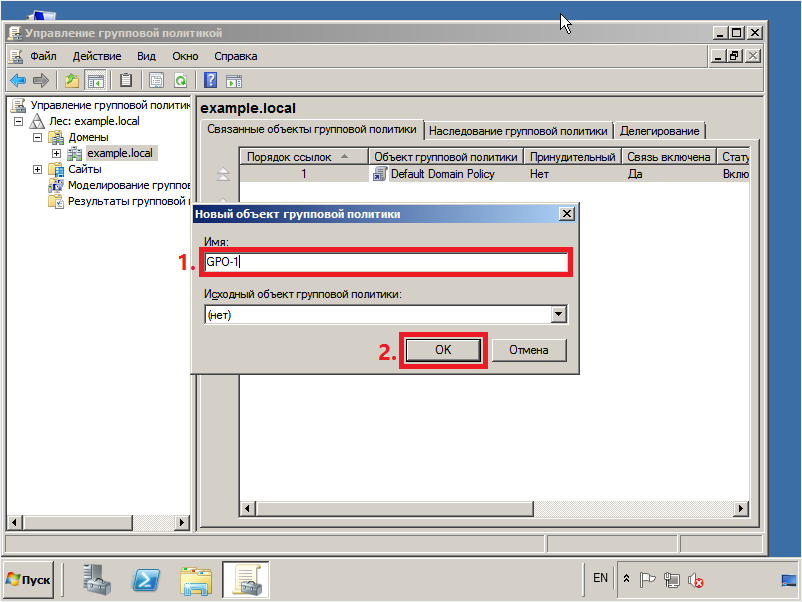 Управление групповой политикой
Файл Действие Вид Окно Справка
Управление групповой политик
Лес: example.local
Домены
example.local
Сайты
Моделирование группов
Результаты групповой п
example.local
Связанные объекты групповой политики Наследование групповой политики Делегирование
Порядок ссылок Объект групповой политики Принудительный Связь включена Стату
1 Default Domain Policy Нет Да Вклю
Новый объект групповой политики
Имя:
1. GPO-1
Исходный объект групповой политики:
(нет)
2. OK Отмена
Пуск EN